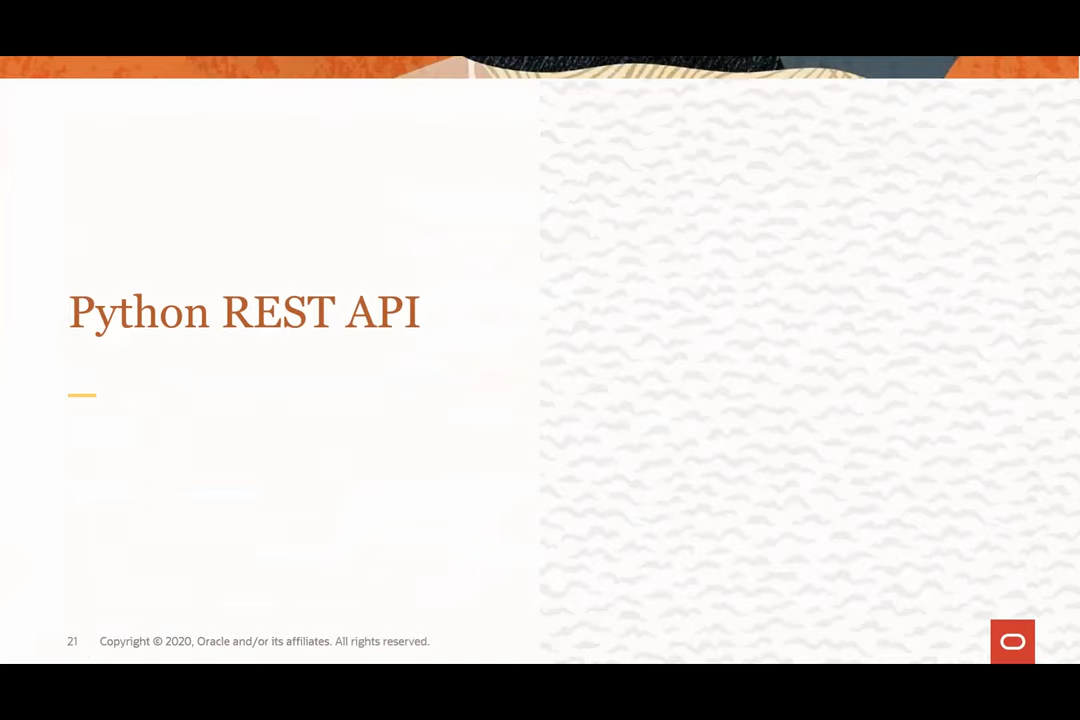 Python REST API
21 Copyright © 2020, Oracle and/or its affiliates. All rights reserved.